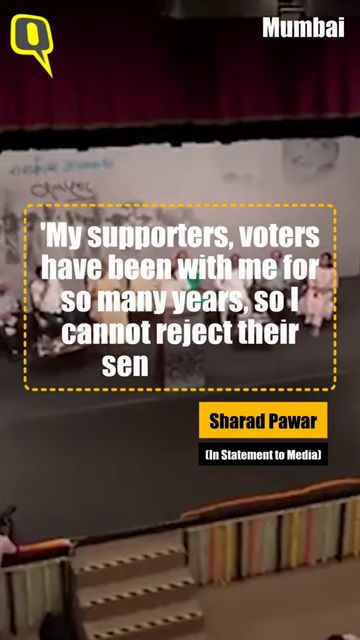 Q
Mumbai
'My supporters, voters
have been with me for
so many years, so I
cannot reject their
sen
Sharad Pawar
(In Statement to Media)